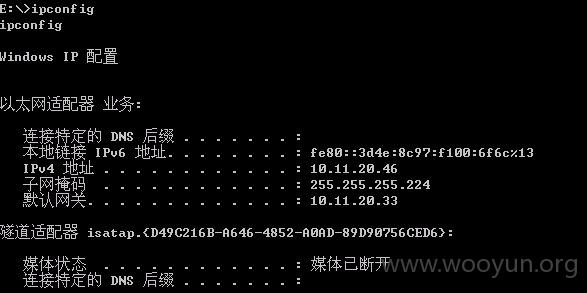 E:\>ipconfig
ipconfig
Windows IP 配置
以太网适配器 业务:
连接特定的 DNS 后缀 . . . . . . . :
本地链接 IPv6 地址. . . . . . . . : fe80::3d4e:8c97:f100:6f6c%13
IPv4 地址 . . . . . . . . . . . . : 10.11.20.46
子网掩码 . . . . . . . . . . . . : 255.255.255.224
默认网关. . . . . . . . . . . . . : 10.11.20.33
隧道适配器 isatap.{D49C216B-A646-4852-A0AD-89D90756CED6}:
媒体状态 . . . . . . . . . . . . : 媒体已断开
连接特定的 DNS 后缀 . . . . . . . :
www.wooyun.org